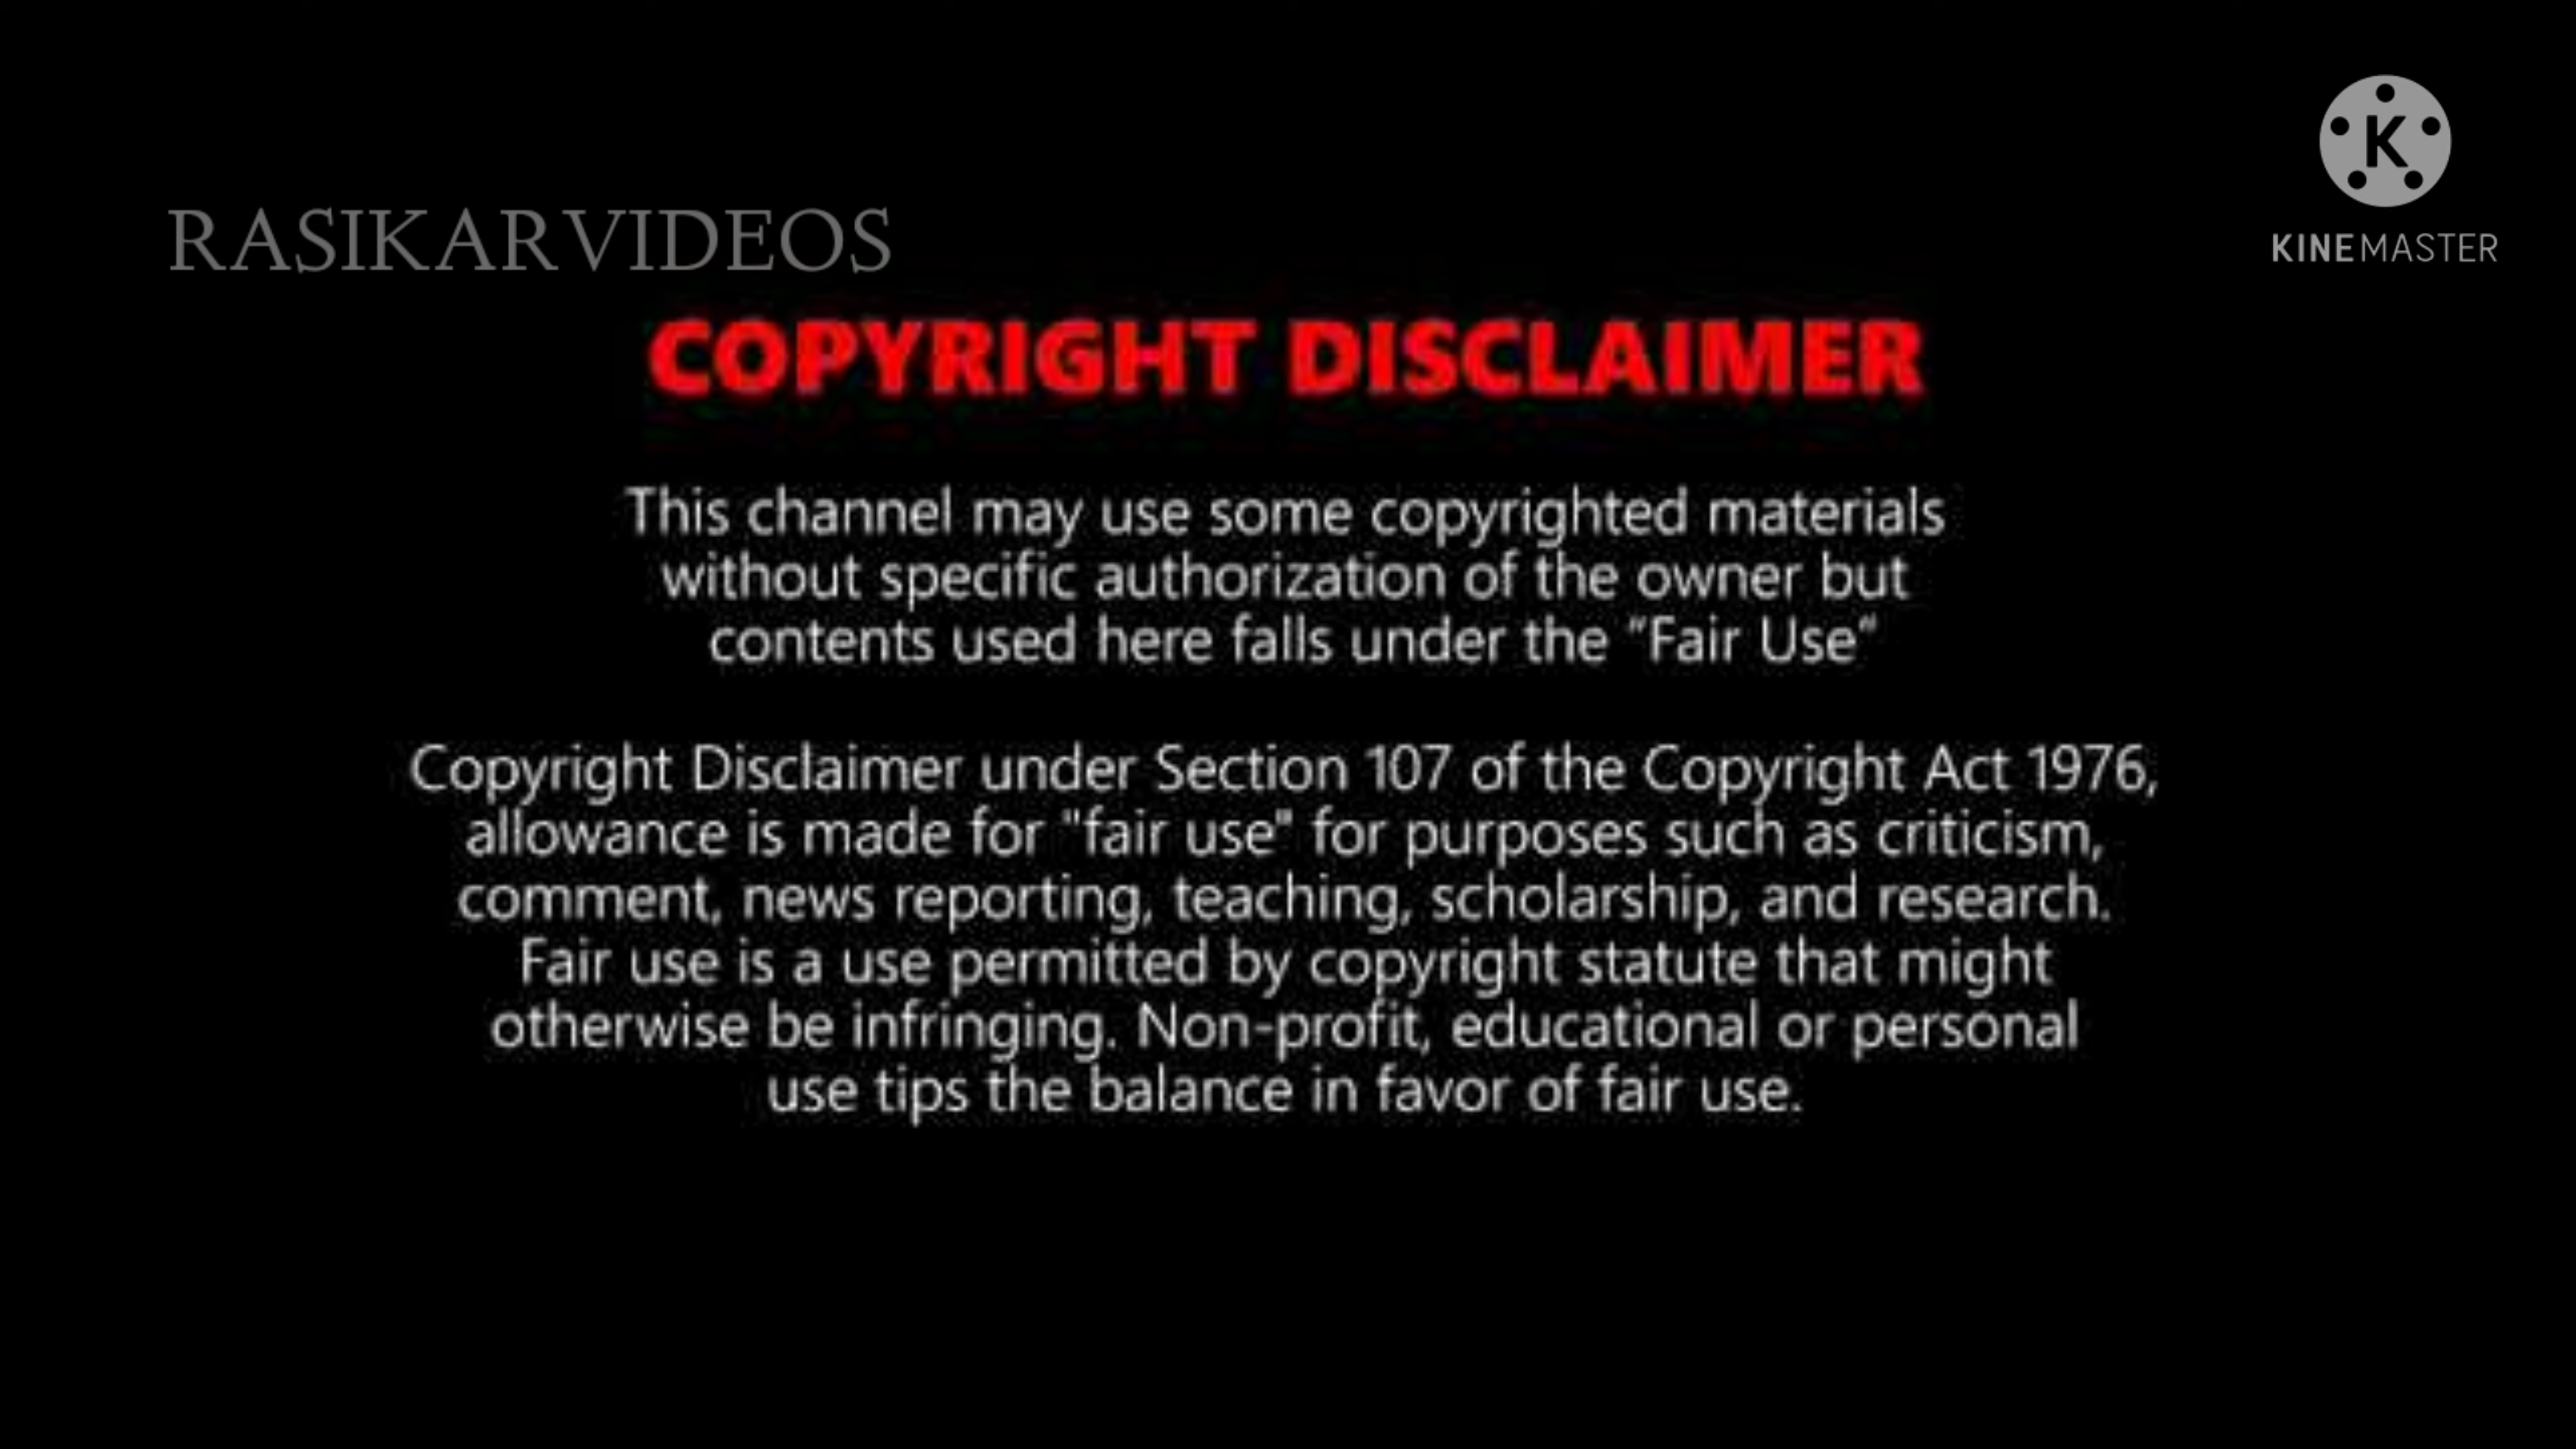 K
KINEMASTER
RASIKARVIDEOS
COPYRIGHT DISCLAIMER
This channel may use some copyrighted materials
without specific authorization of the owner but
contents used here falls under the "Fair Use"
Copyright Disclaimer under Section 107 of the Copyright Act 1976,
allowance is made for "fair use" for purposes such as criticism,
comment, news reporting, teaching, scholarship, and research.
Fair use is a use permitted by copyright statute that might
otherwise be infringing. Non-profit, educational or personal
use tips the balance in favor of fair use.